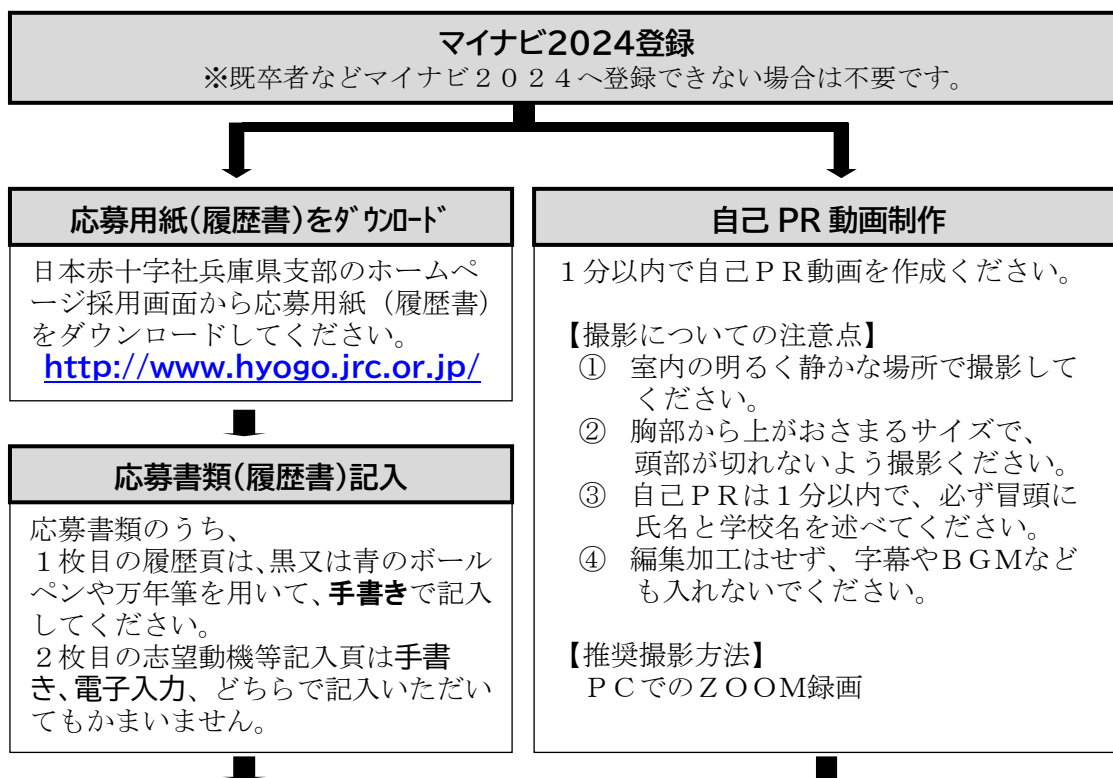 マイナビ2024登録
※既卒者などマイナビ２０２４へ登録できない場合は不要です。
応募用紙(履歴書)をﾀﾞｳﾝﾛｰﾄﾞ
日本赤十字社兵庫県支部のホームペ
ージ採用画面から応募用紙（履歴書）
をダウンロードしてください。
http://www.hyogo.jrc.or.jp/
応募書類(履歴書)記入
応募書類のうち、
１枚目の履歴頁は、黒又は青のボール
ペンや万年筆を用いて、手書きで記入
してください。
２枚目の志望動機等記入頁は手書
き、電子入力、どちらで記入いただい
てもかまいません。
自己 PR 動画制作
１分以内で自己ＰＲ動画を作成ください。
【撮影についての注意点】
① 室内の明るく静かな場所で撮影して
ください。
② 胸部から上がおさまるサイズで、
頭部が切れないよう撮影ください。
③ 自己ＰＲは１分以内で、必ず冒頭に
氏名と学校名を述べてください。
④ 編集加工はせず、字幕やＢＧＭなど
も入れないでください。
【推奨撮影方法】
ＰＣでのＺＯＯＭ録画